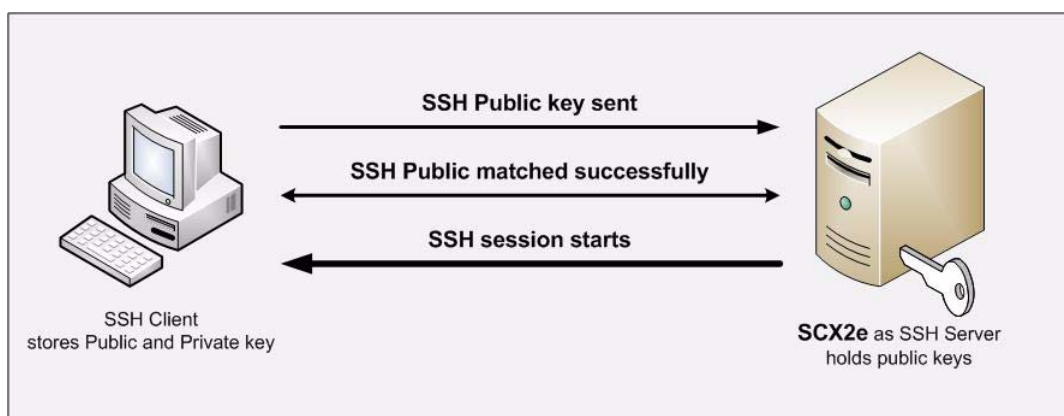 SSH Public key sent
SSH Public matched successfully
SSH session starts
SSH Client
stores Public and Private key
SCX2e as SSH Server
holds public keys